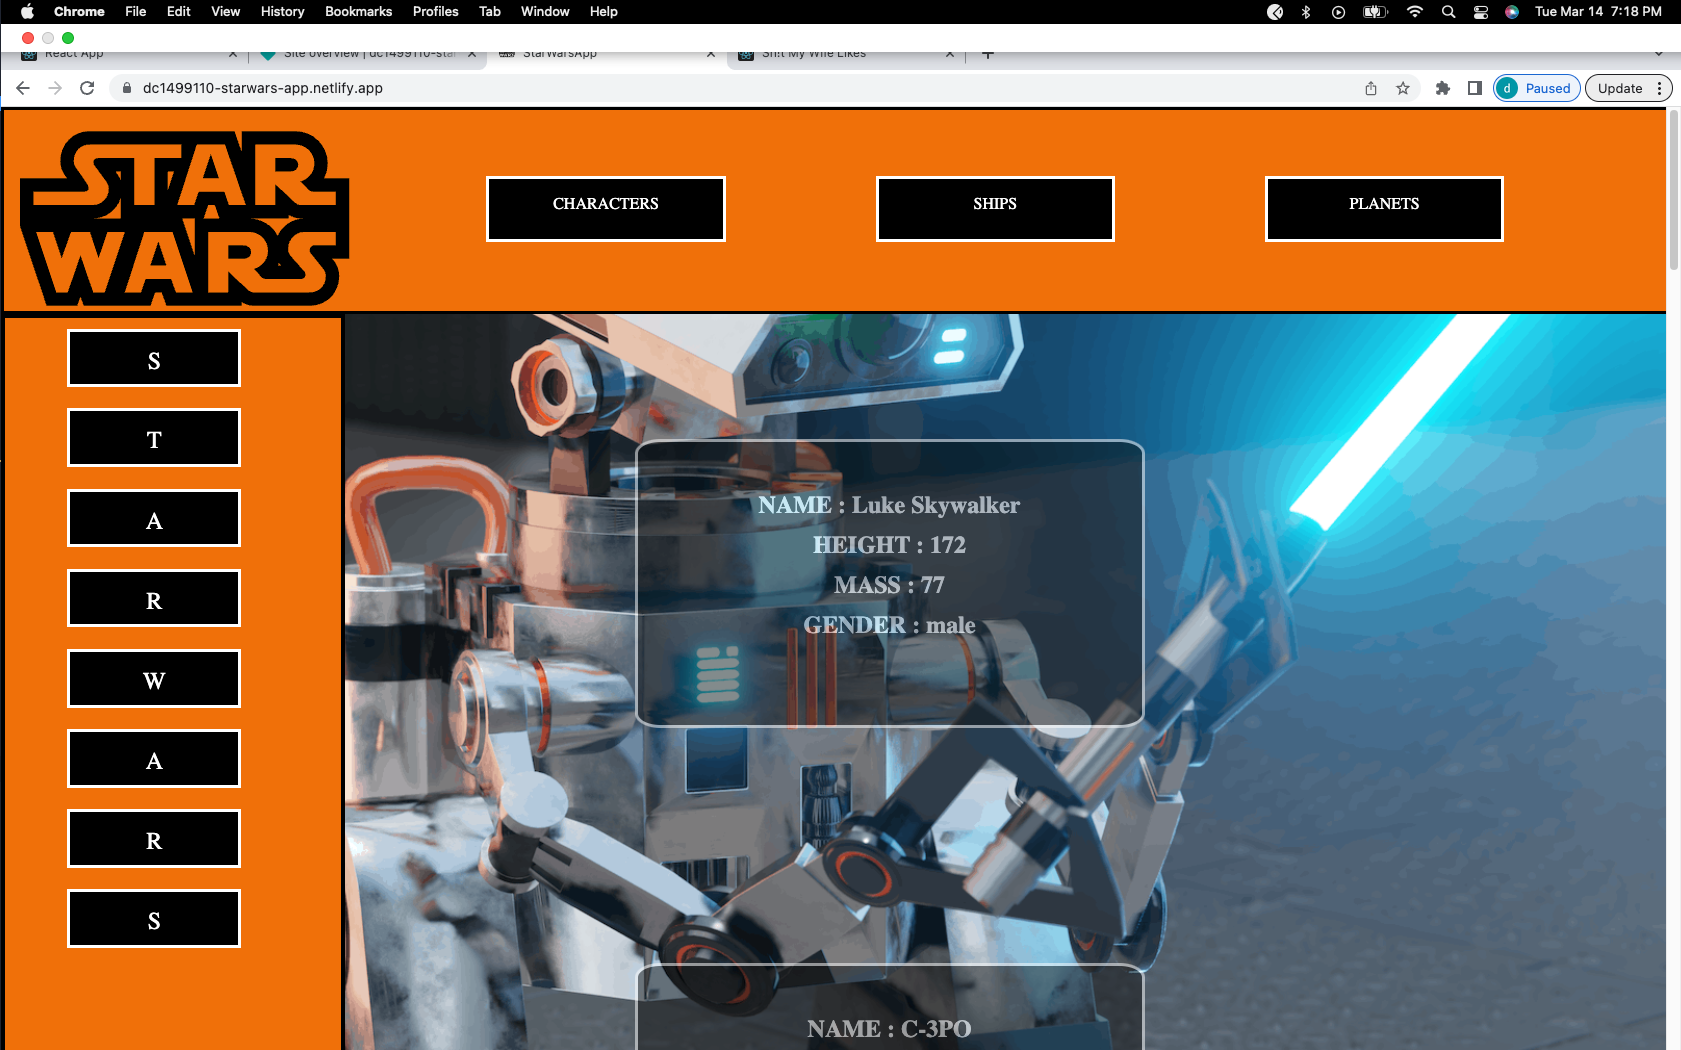 Chrome File Edit View History Bookmarks Profiles Tab Window Help Tue Mar 14 7:18 PM
React App Site overview | dc1499110-star StarWarsApp Sh!t My Wife Likes
dc1499110-starwars-app.netlify.app d Paused Update
STAR
WARS
CHARACTERS SHIPS PLANETS
S
T
A
R
W
A
R
S
NAME : Luke Skywalker
HEIGHT : 172
MASS : 77
GENDER : male
NAME : C-3PO